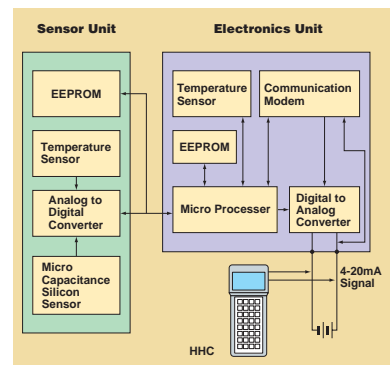 Sensor Unit
EEPROM
Temperature
Sensor
Analog to
Digital
Converter
Micro
Capacitance
Silicon
Sensor
Electronics Unit
Temperature
Sensor
Communication
Modem
EEPROM
Micro Processer
Digital to
Analog
Converter
4-20mA
Signal
HHC